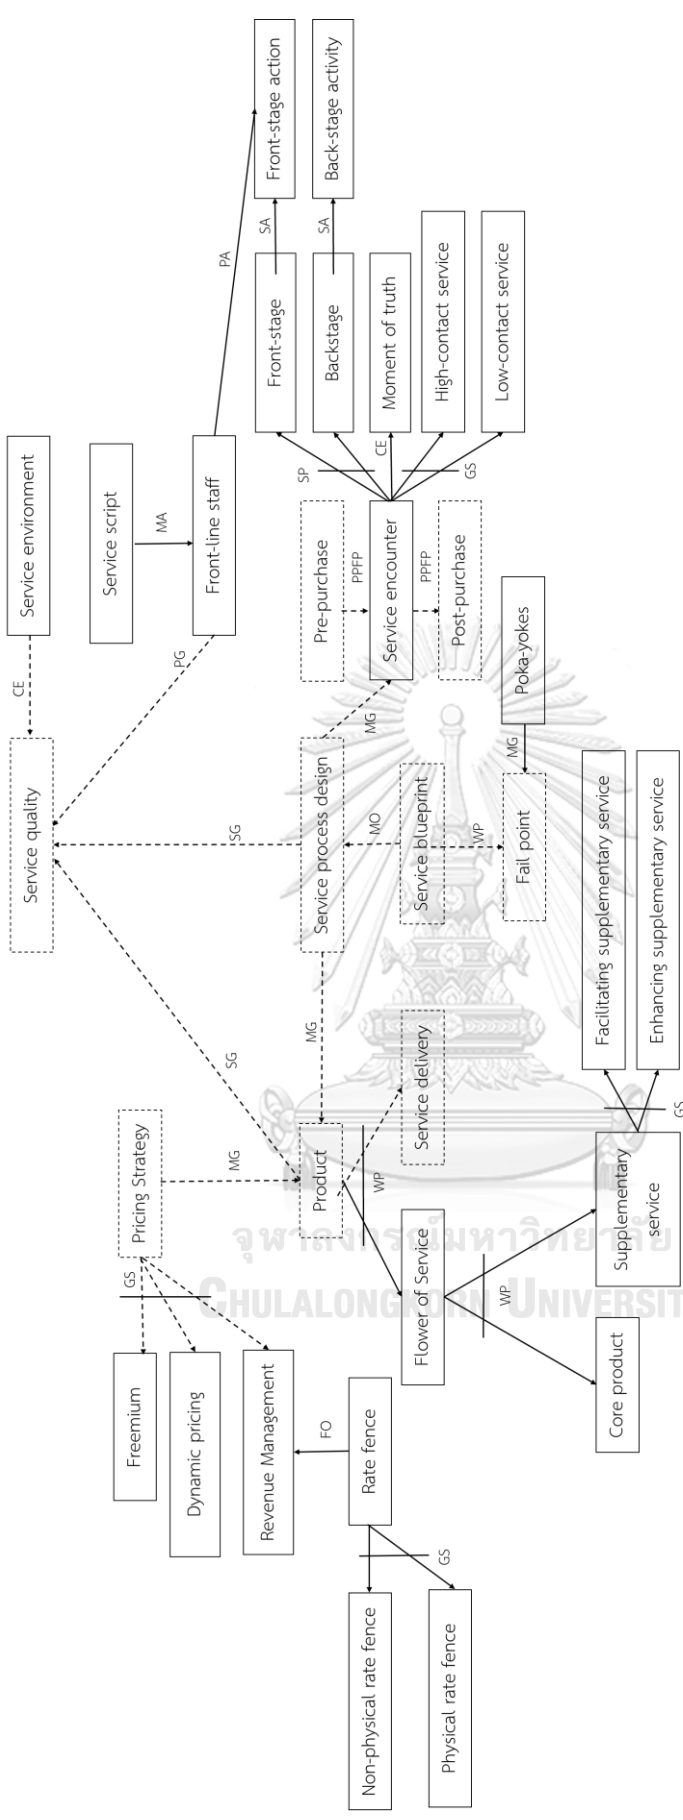 Service environment
CE
Service quality
Service script
MA
Front-line staff
PG
PA
Front-stage action
Back-stage activity
SA
SA
Front-stage
Backstage
Moment of truth
High-contact service
Low-contact service
SP
CE
GS
Pre-purchase
PPFP
Service encounter
PPFP
Post-purchase
Poka-yokes
MG
Fail point
SG
Service process design
MG
MO
Service blueprint
WP
MG
SG
Pricing Strategy
MG
Product
WP
Service delivery
Flower of Service
WP
Facilitating supplementary service
Enhancing supplementary service
GS
Supplementary
service
Core product
GS
Freemium
Dynamic pricing
Revenue Management
FO
Rate fence
GS
Non-physical rate fence
Physical rate fence
จุฬาลงกรณ์มหาวิทยาลัย
CHULALONGKORN UNIVERSIT